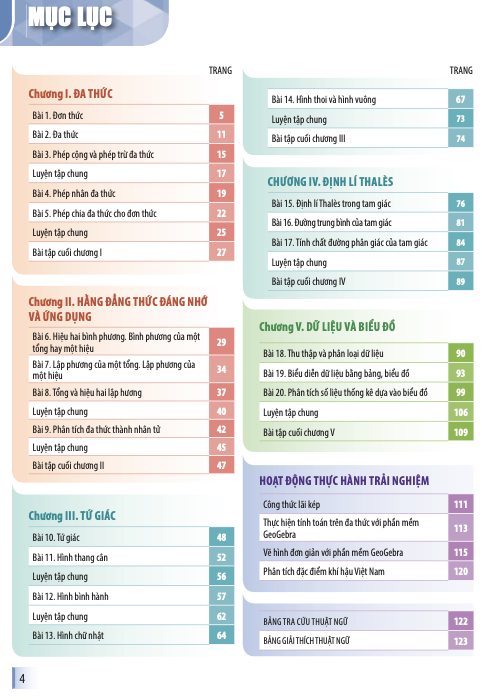 MỤC LỤC
TRANG
Chương I. ĐA THỨC
Bài 1. Đơn thức 5
Bài 2. Đa thức 11
Bài 3. Phép cộng và phép trừ đa thức 15
Luyện tập chung 17
Bài 4. Phép nhân đa thức 19
Bài 5. Phép chia đa thức cho đơn thức 22
Luyện tập chung 25
Bài tập cuối chương I 27
Chương II. HẰNG ĐẲNG THỨC ĐÁNG NHỚ
VÀ ỨNG DỤNG
Bài 6. Hiệu hai bình phương. Bình phương của một
tổng hay một hiệu 29
Bài 7. Lập phương của một tổng. Lập phương của
một hiệu 34
Bài 8. Tổng và hiệu hai lập phương 37
Luyện tập chung 40
Bài 9. Phân tích đa thức thành nhân tử 42
Luyện tập chung 45
Bài tập cuối chương II 47
Chương III. TỨ GIÁC
Bài 10. Tứ giác 48
Bài 11. Hình thang cân 52
Luyện tập chung 56
Bài 12. Hình bình hành 57
Luyện tập chung 62
Bài 13. Hình chữ nhật 64
TRANG
Bài 14. Hình thoi và hình vuông 67
Luyện tập chung 73
Bài tập cuối chương III 74
CHƯƠNG IV. ĐỊNH LÍ THALÈS
Bài 15. Định lí Thalès trong tam giác 76
Bài 16. Đường trung bình của tam giác 81
Bài 17. Tính chất đường phân giác của tam giác 84
Luyện tập chung 87
Bài tập cuối chương IV 89
Chương V. DỮ LIỆU VÀ BIỂU ĐỒ
Bài 18. Thu thập và phân loại dữ liệu 90
Bài 19. Biểu diễn dữ liệu bằng bảng, biểu đồ 93
Bài 20. Phân tích số liệu thống kê dựa vào biểu đồ 99
Luyện tập chung 106
Bài tập cuối chương V 109
HOẠT ĐỘNG THỰC HÀNH TRẢI NGHIỆM
Công thức lãi kép 111
Thực hiện tính toán trên đa thức với phần mềm
GeoGebra 113
Vẽ hình đơn giản với phần mềm GeoGebra 115
Phân tích đặc điểm khí hậu Việt Nam 120
BẢNG TRA CỨU THUẬT NGỮ 122
BẢNG GIẢI THÍCH THUẬT NGỮ 123
4